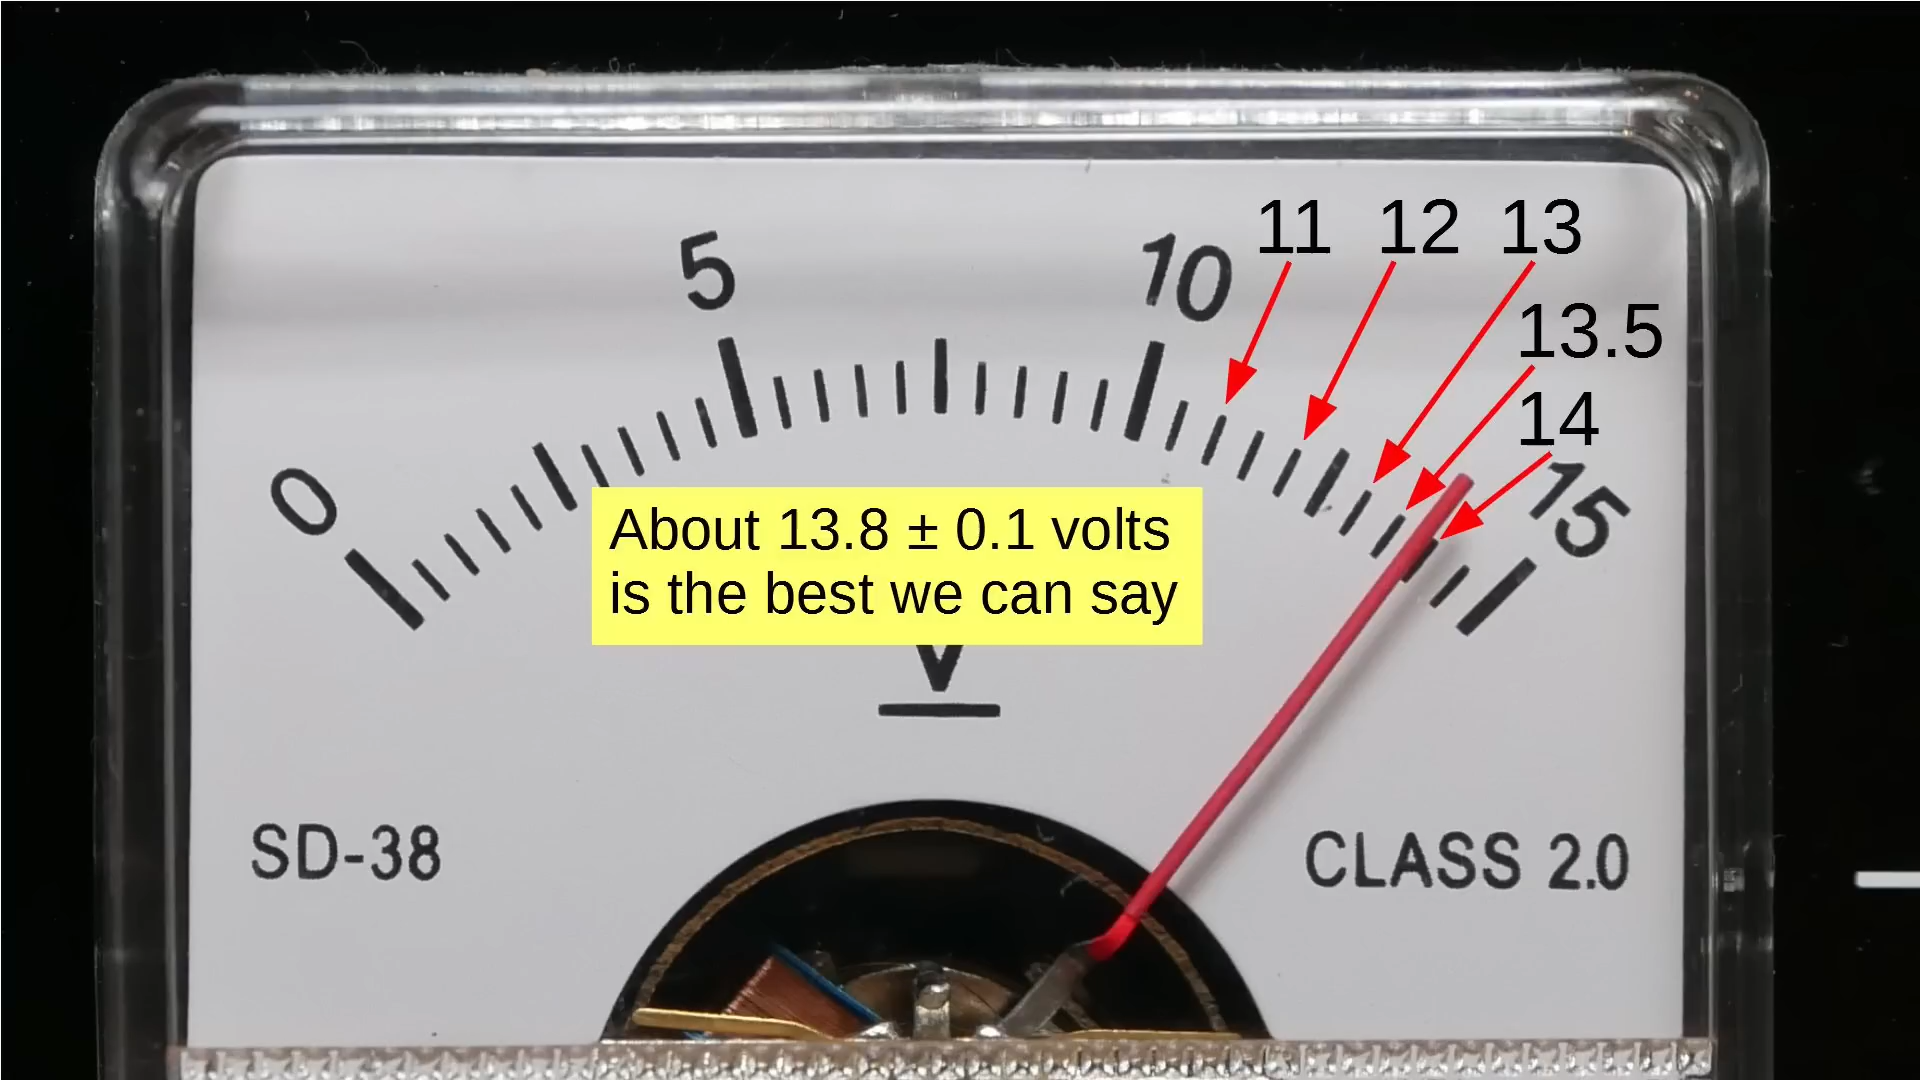 11 12 13
5 10
13.5
14
0 15
About 13.8 ± 0.1 volts
is the best we can say
V
SD-38 CLASS 2.0